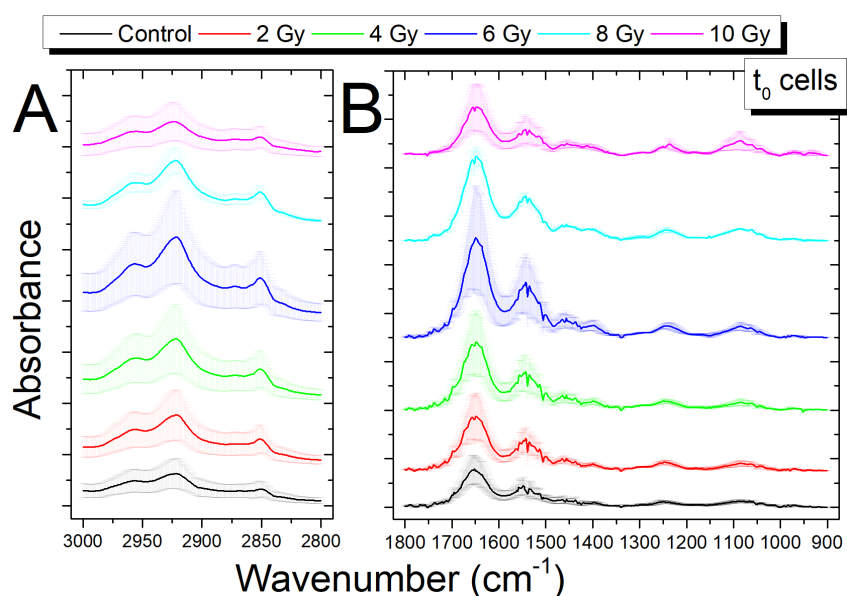 Control 2 Gy 4 Gy 6 Gy 8 Gy 10 Gy
A
B
t0 cells
Absorbance
3000 2950 2900 2850 2800
1800 1700 1600 1500 1400 1300 1200 1100 1000 900
Wavenumber (cm-1)